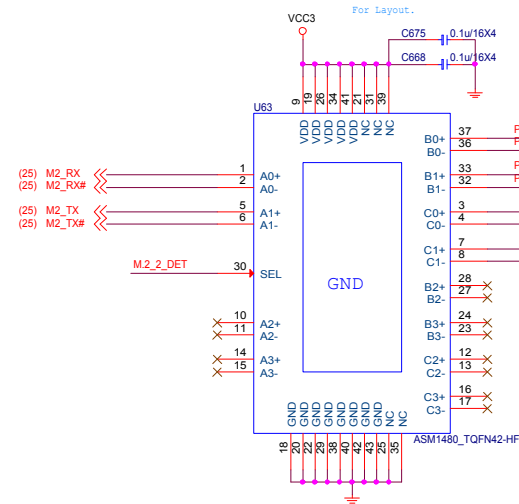 For Layout.
VCC3
C675 0.1u/16X4
C668 0.1u/16X4
9 19 26 34 41 21 31 39
U63
VDD VDD VDD VDD VDD VDD NC NC NC
(25) M2_RX 1 A0+
(25) M2_RX# 2 A0-
(25) M2_TX 5 A1+
(25) M2_TX# 6 A1-
M.2_2_DET 30 SEL
10 A2+
11 A2-
14 A3+
15 A3-
GND
B0+ 37
B0- 36
B1+ 33
B1- 32
C0+ 3
C0- 4
C1+ 7
C1- 8
B2+ 28
B2- 27
B3+ 24
B3- 23
C2+ 12
C2- 13
C3+ 16
C3- 17
GND GND GND GND GND GND GND GND NC NC
18 20 22 29 38 40 42 43 25 35
ASM1480_TQFN42-HF